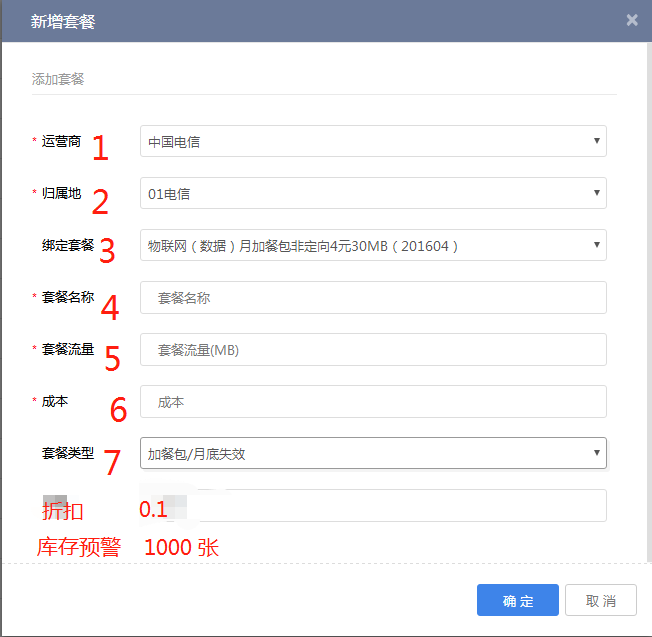 新增套餐 ×
添加套餐
* 运营商 1 中国电信
* 归属地 2 01电信
绑定套餐 3 物联网（数据）月加餐包非定向4元30MB（201604）
* 套餐名称 4 套餐名称
* 套餐流量 5 套餐流量(MB)
* 成本 6 成本
套餐类型 7 加餐包/月底失效
折扣 0.1
库存预警 1000 张
确 定 取 消